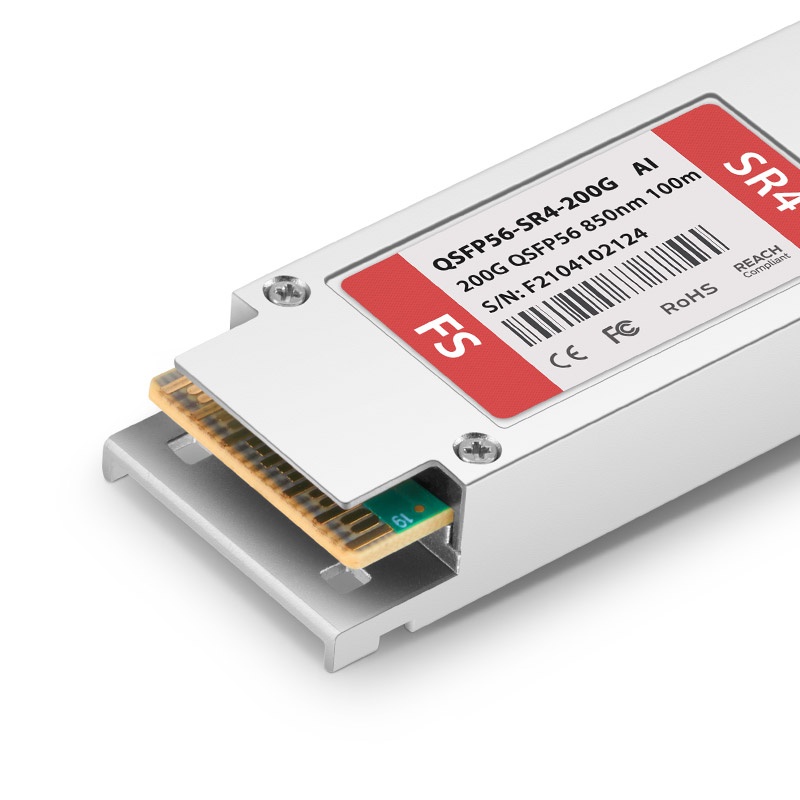 FS
QSFP56-SR4-200G AI
200G QSFP56 850nm 100m
S/N: F2104102124
CE FC RoHS REACH
Compliant
SR4
19